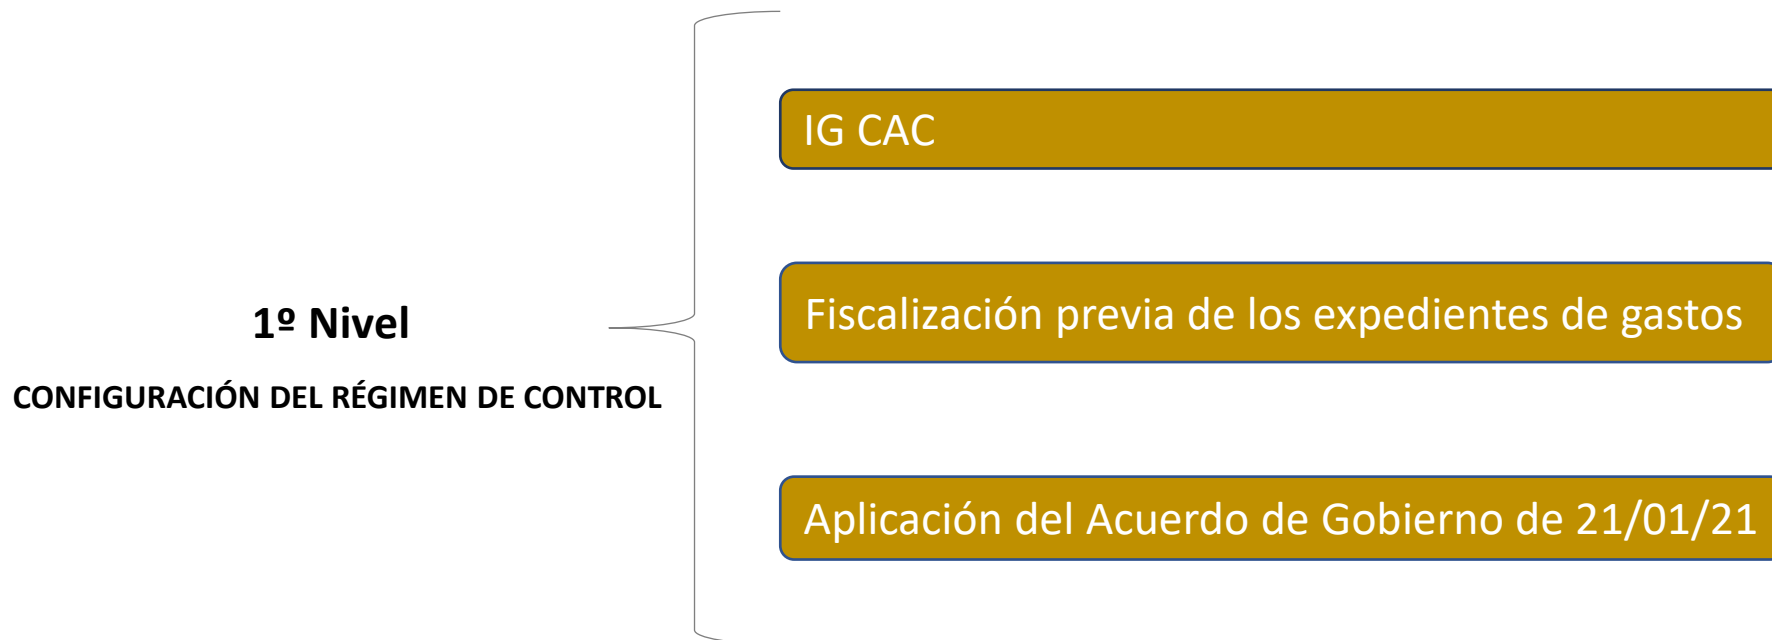 1º Nivel
CONFIGURACIÓN DEL RÉGIMEN DE CONTROL
IG CAC
Fiscalización previa de los expedientes de gastos
Aplicación del Acuerdo de Gobierno de 21/01/21